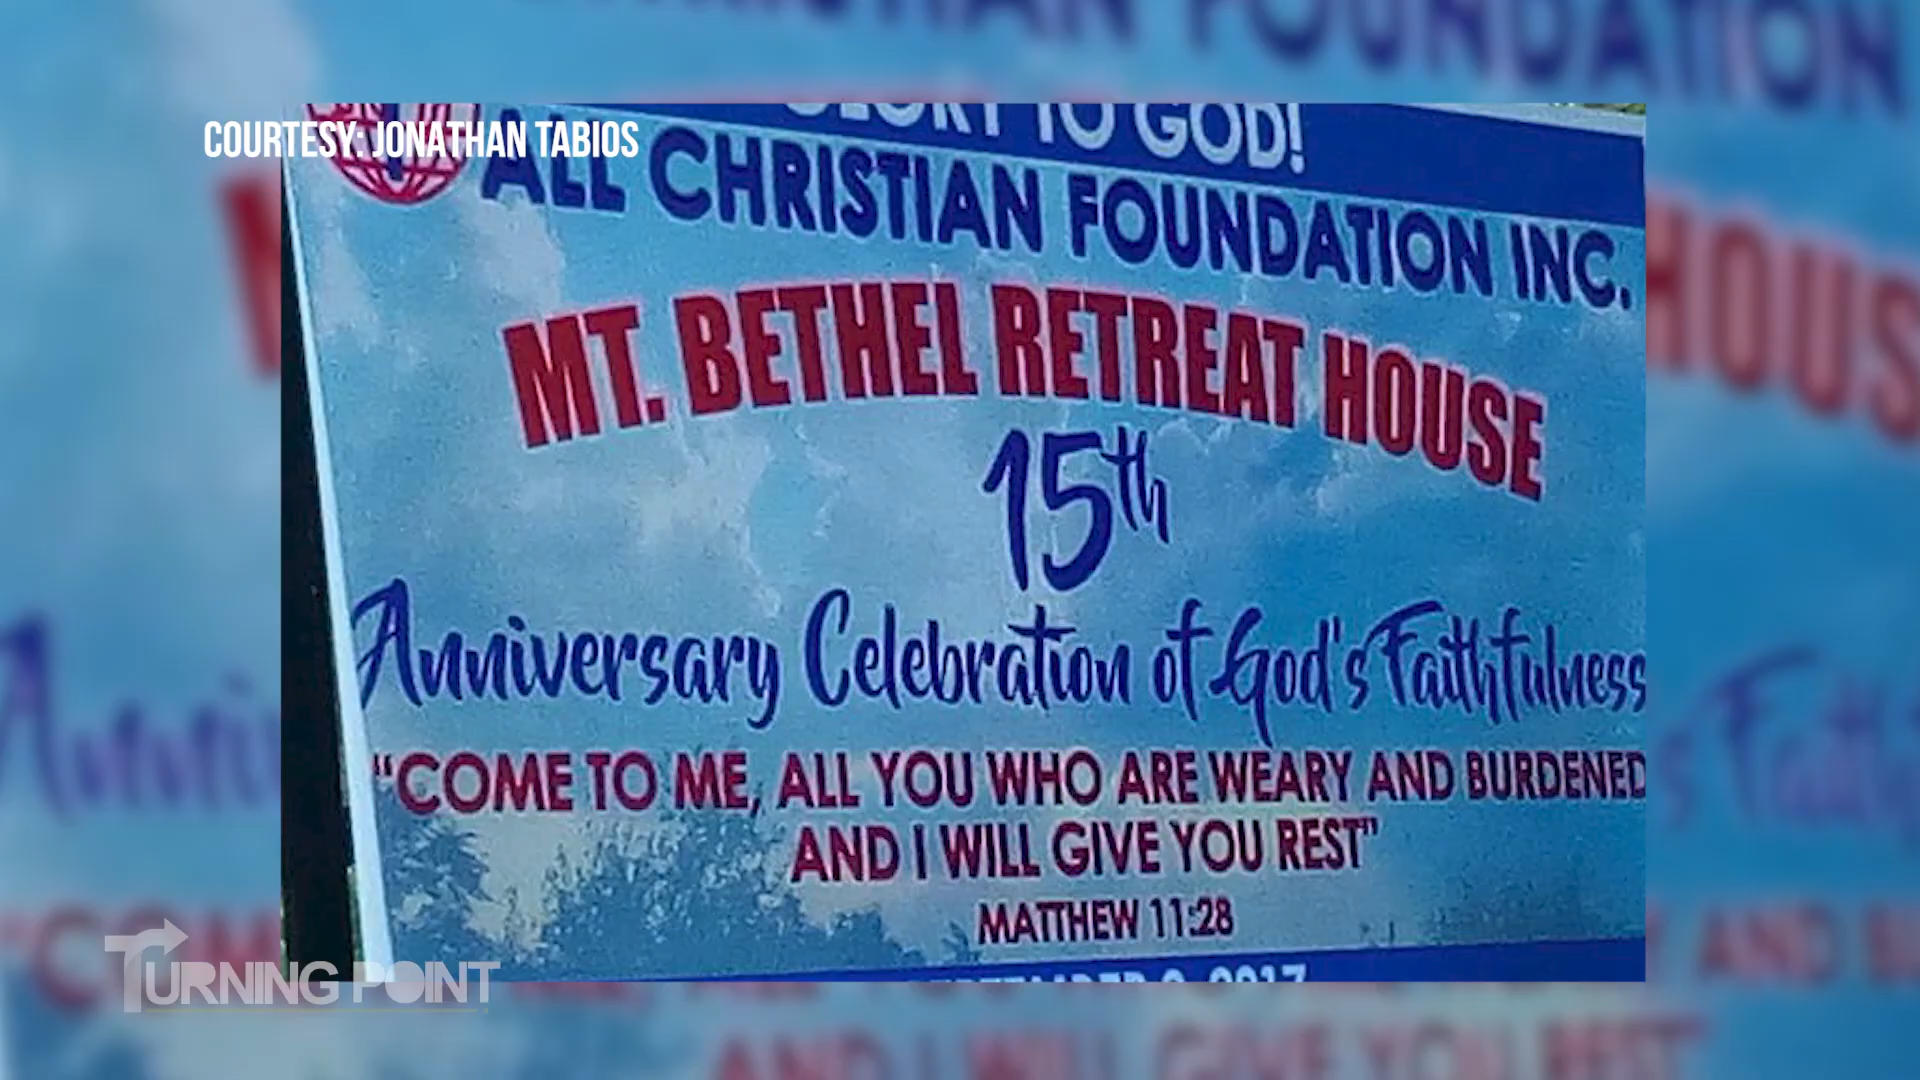 COURTESY: JONATHAN TABIOS
GLORY TO GOD!
ALL CHRISTIAN FOUNDATION INC.
MT. BETHEL RETREAT HOUSE
15th
Anniversary Celebration of God's Faithfulness
"COME TO ME, ALL YOU WHO ARE WEARY AND BURDENED
AND I WILL GIVE YOU REST"
MATTHEW 11:28
2017
TURNING POINT